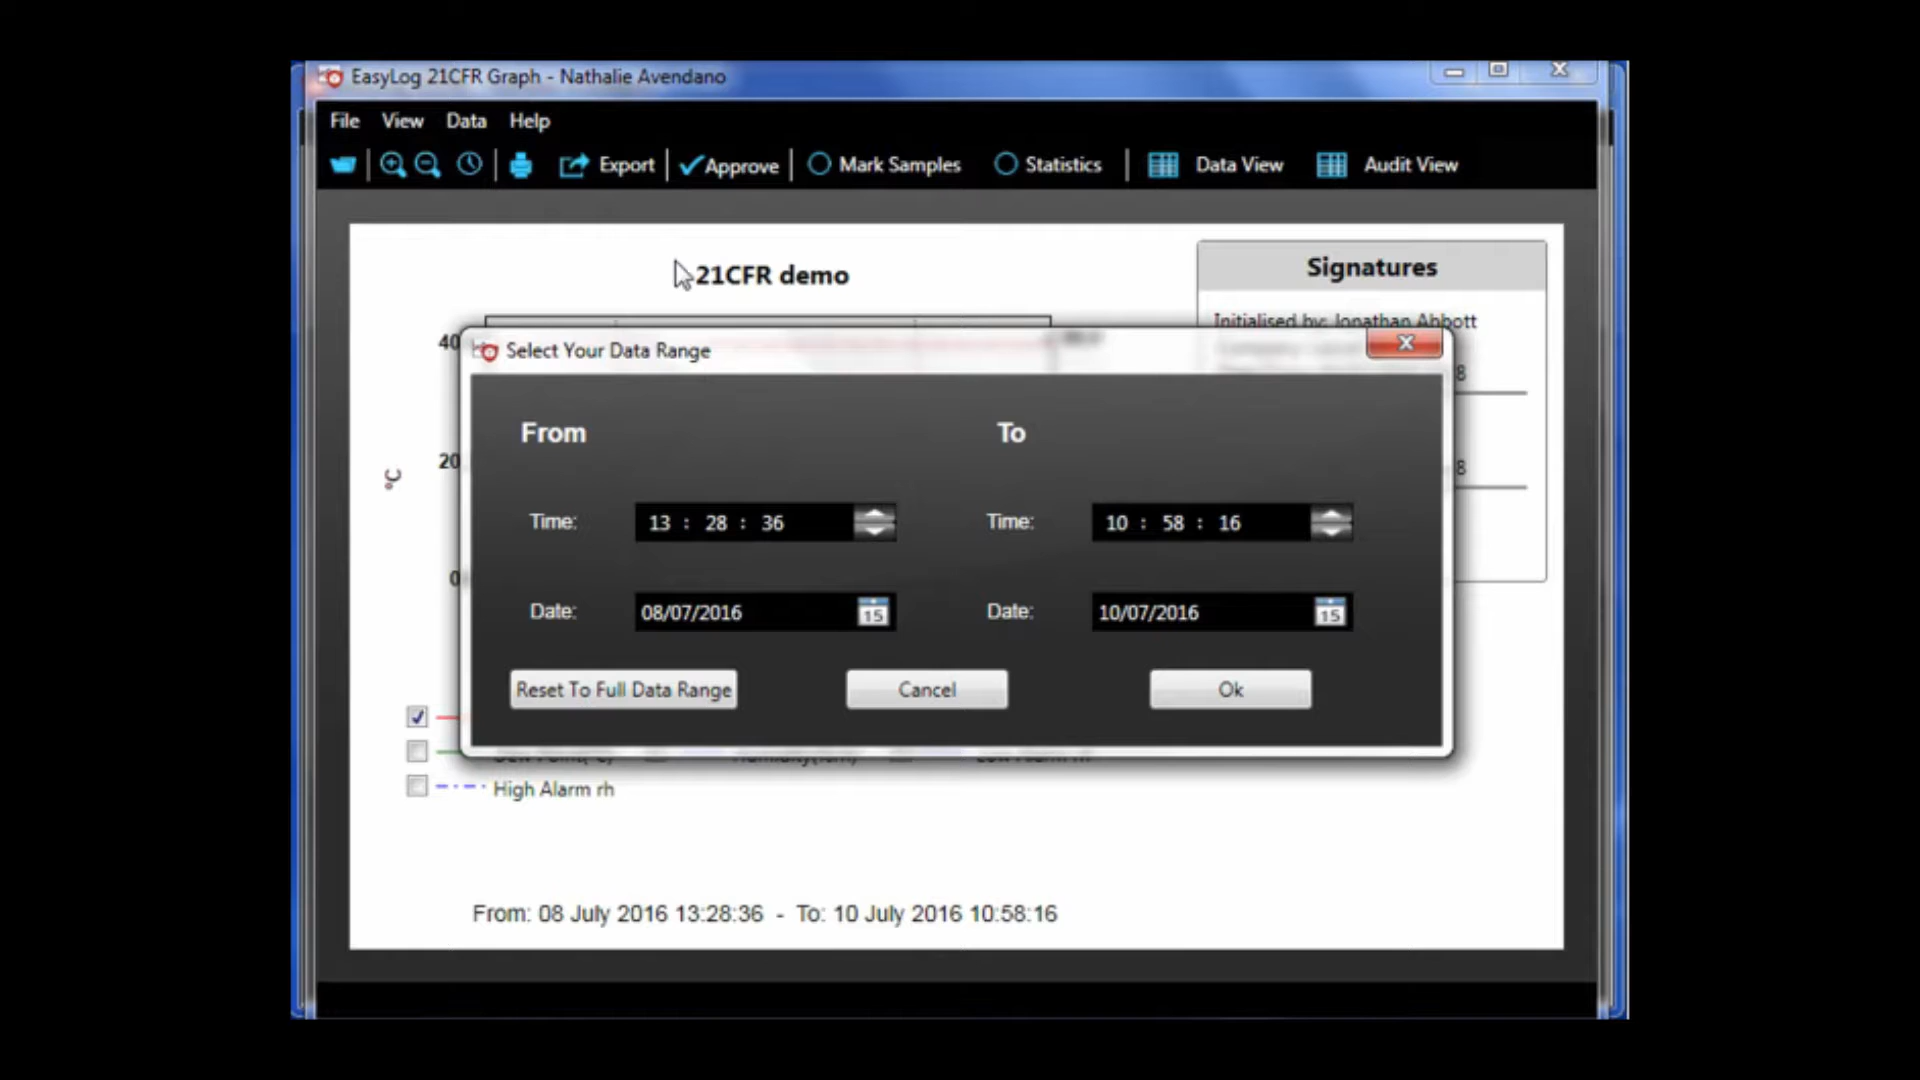 EasyLog 21CFR Graph - Nathalie Avendano
File View Data Help
Export Approve Mark Samples Statistics Data View Audit View
21CFR demo
Signatures
Initialised by: Jonathan Abbott
40
Select Your Data Range
8
From To
20
°C
8
Time: 13 : 28 : 36 Time: 10 : 58 : 16
0
Date: 08/07/2016 15 Date: 10/07/2016 15
Reset To Full Data Range Cancel Ok
High Alarm rh
From: 08 July 2016 13:28:36 - To: 10 July 2016 10:58:16